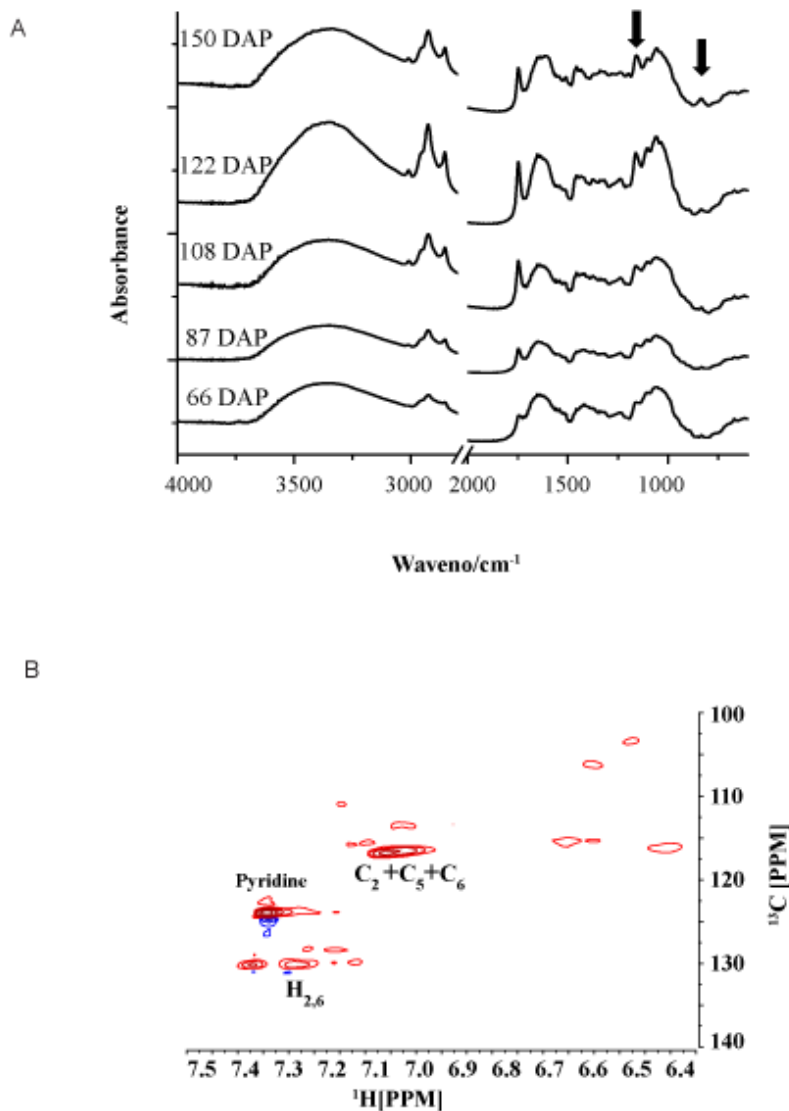 A
150 DAP
122 DAP
108 DAP
87 DAP
66 DAP
Absorbance
4000 3500 3000 2000 1500 1000
Waveno/cm⁻¹
B
100
110
120
130
140
¹³C [PPM]
Pyridine
C₂+C₅+C₆
H₂,₆
7.5 7.4 7.3 7.2 7.1 7.0 6.9 6.8 6.7 6.6 6.5 6.4
¹H[PPM]